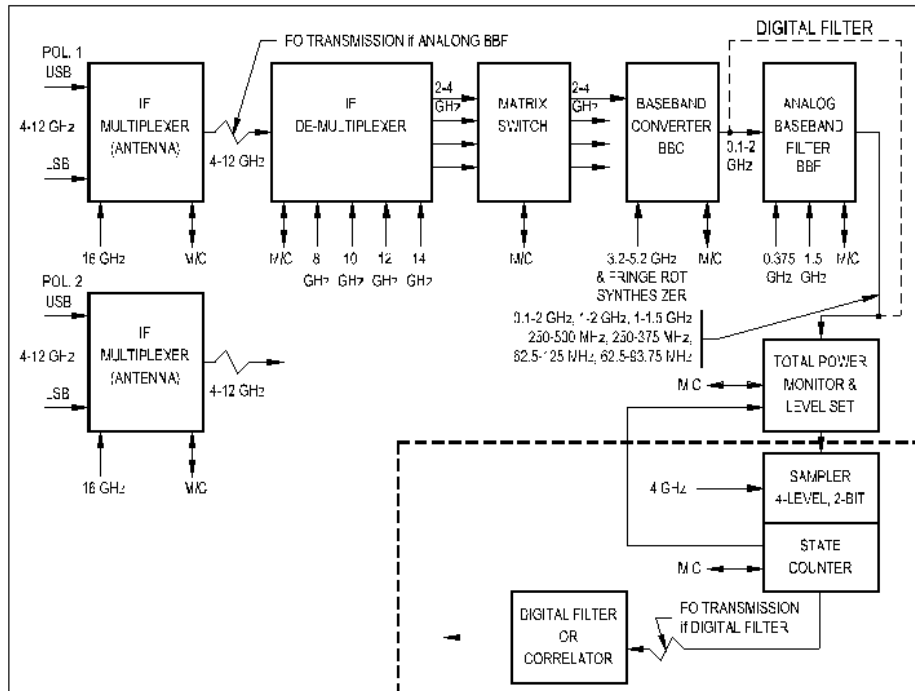 DIGITAL FILTER
POL. 1
USB
FO TRANSMISSION if ANALONG BBF
4-12 GHz
LSB
IF
MULTIPLEXER
(ANTENNA)
4-12 GHz
IF
DE-MULTIPLEXER
2-4
GHz
MATRIX
SWITCH
2-4
GHz
BASEBAND
CONVERTER
BBC
0.1-2
GHz
ANALOG
BASEBAND
FILTER
BBF
16 GHz
M/C
M/C
8
GHz
10
GHz
12
GHz
14
GHz
M/C
3.2-5.2 GHz
& FRINGE ROT
SYNTHESIZER
M/C
0.375
GHz
1.5
GHz
M/C
POL. 2
USB
4-12 GHz
LSB
IF
MULTIPLEXER
(ANTENNA)
4-12 GHz
16 GHz
M/C
0.1-2 GHz, 1-2 GHz, 1-1.5 GHz
250-500 MHz, 250-375 MHz,
62.5-125 MHz, 62.5-93.75 MHz
M/C
TOTAL POWER
MONITOR &
LEVEL SET
4 GHz
SAMPLER
4-LEVEL, 2-BIT
M/C
STATE
COUNTER
FO TRANSMISSION
if DIGITAL FILTER
DIGITAL FILTER
OR
CORRELATOR